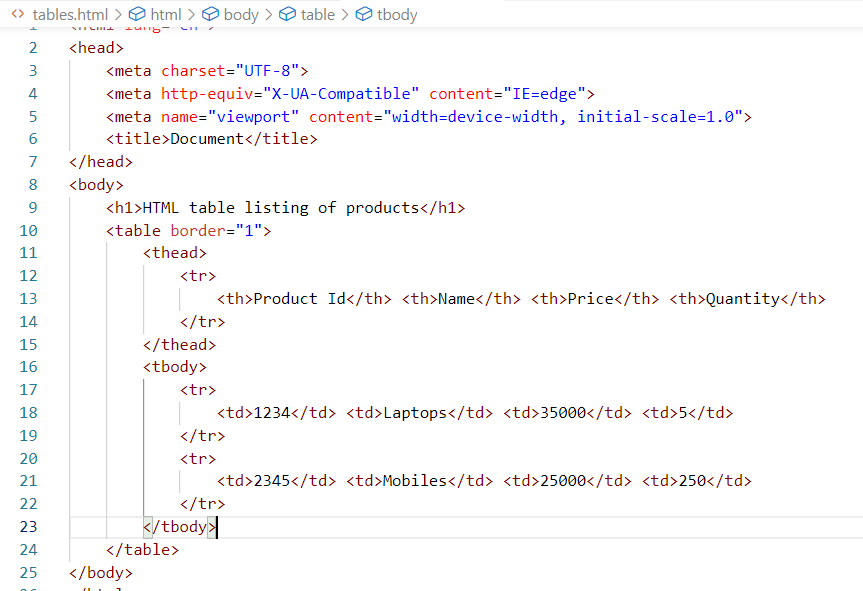 tables.html > html > body > table > tbody
1 <html lang="en">
2 <head>
3 <meta charset="UTF-8">
4 <meta http-equiv="X-UA-Compatible" content="IE=edge">
5 <meta name="viewport" content="width=device-width, initial-scale=1.0">
6 <title>Document</title>
7 </head>
8 <body>
9 <h1>HTML table listing of products</h1>
10 <table border="1">
11 <thead>
12 <tr>
13 <th>Product Id</th> <th>Name</th> <th>Price</th> <th>Quantity</th>
14 </tr>
15 </thead>
16 <tbody>
17 <tr>
18 <td>1234</td> <td>Laptops</td> <td>35000</td> <td>5</td>
19 </tr>
20 <tr>
21 <td>2345</td> <td>Mobiles</td> <td>25000</td> <td>250</td>
22 </tr>
23 </tbody>
24 </table>
25 </body>